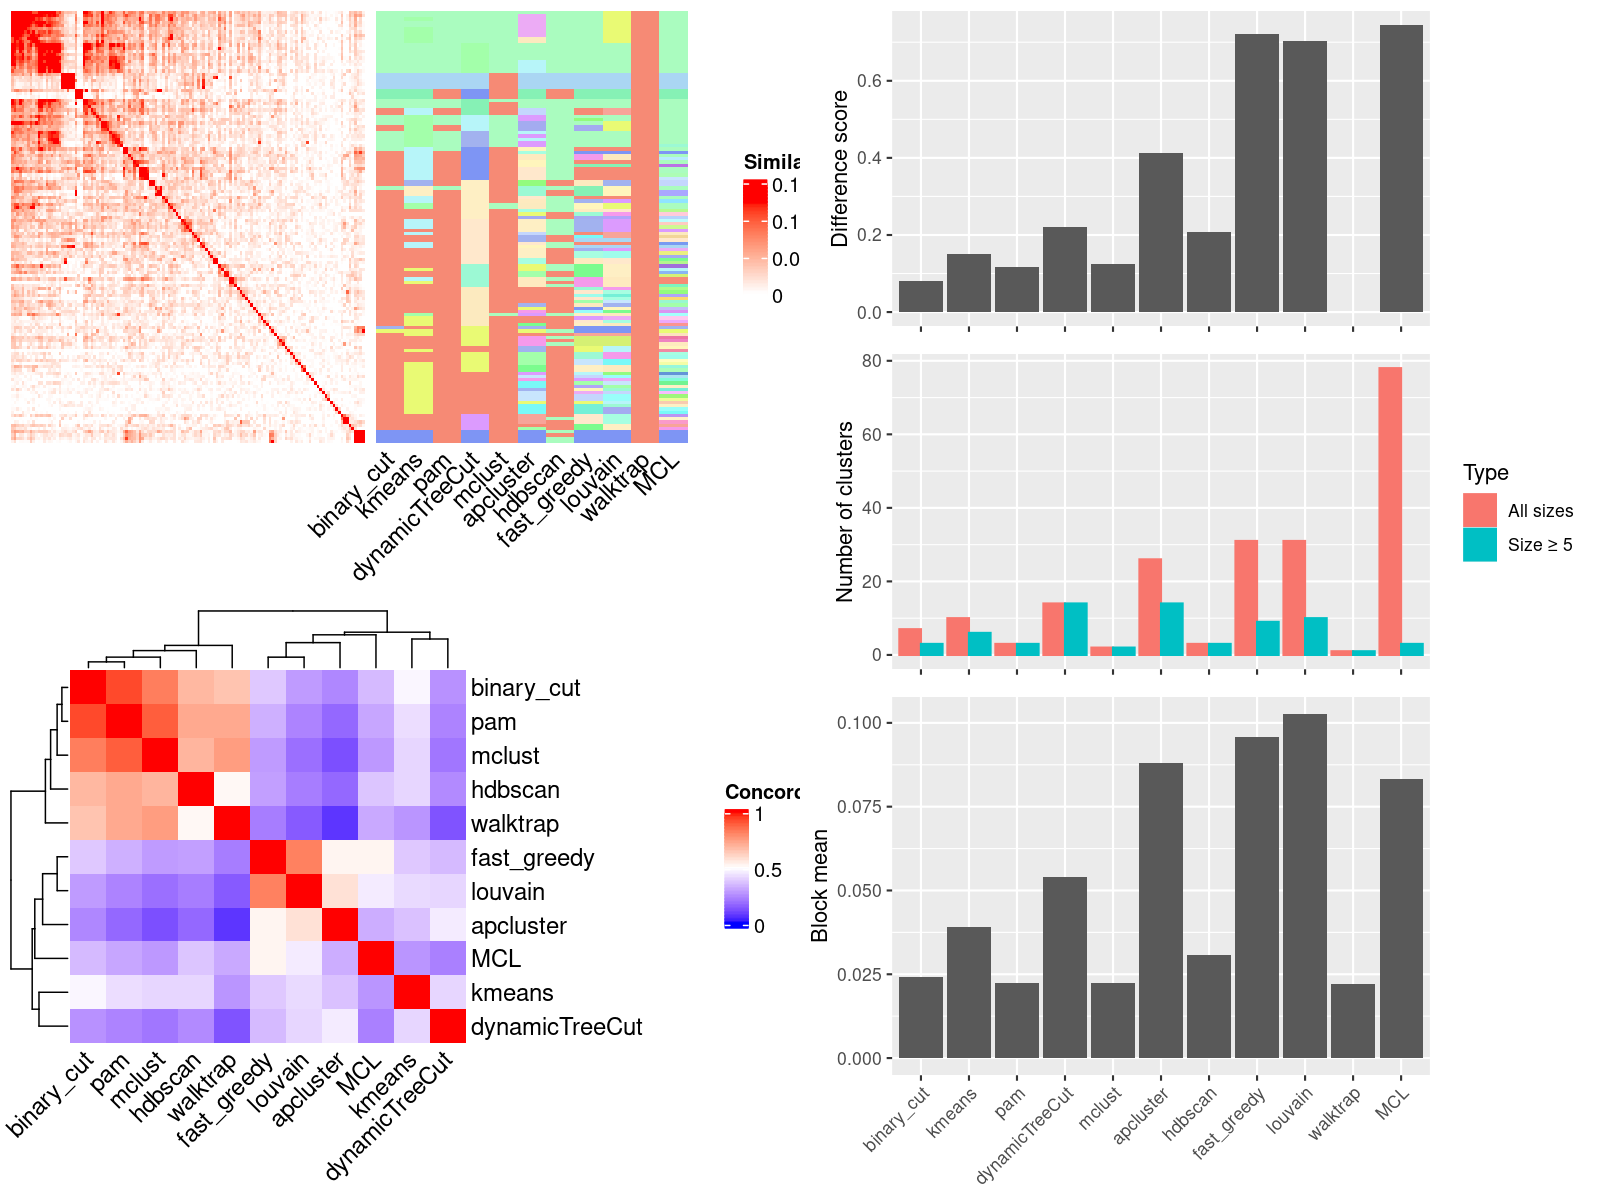 Simila
0.1
0.1
0.0
0
binary_cut
kmeans
pam
dynamicTreeCut
mclust
apcluster
hdbscan
fast_greedy
louvain
walktrap
MCL
binary_cut
pam
mclust
hdbscan
walktrap
fast_greedy
louvain
apcluster
MCL
kmeans
dynamicTreeCut
binary_cut
pam
mclust
hdbscan
walktrap
fast_greedy
louvain
apcluster
MCL
kmeans
dynamicTreeCut
Concord
1
0.5
0
Difference score
0.6
0.4
0.2
0.0
Number of clusters
80
60
40
20
0
Type
All sizes
Size ≥ 5
Block mean
0.100
0.075
0.050
0.025
0.000
binary_cut
kmeans
pam
dynamicTreeCut
mclust
apcluster
hdbscan
fast_greedy
louvain
walktrap
MCL